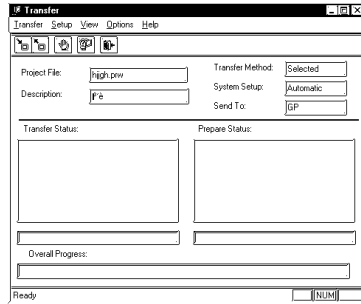 Transfer
Transfer Setup View Options Help
Project File: hijgh.prw
Transfer Method: Selected
Description:
System Setup: Automatic
Send To: GP
Transfer Status: Prepare Status:
Overall Progress:
Ready NUM